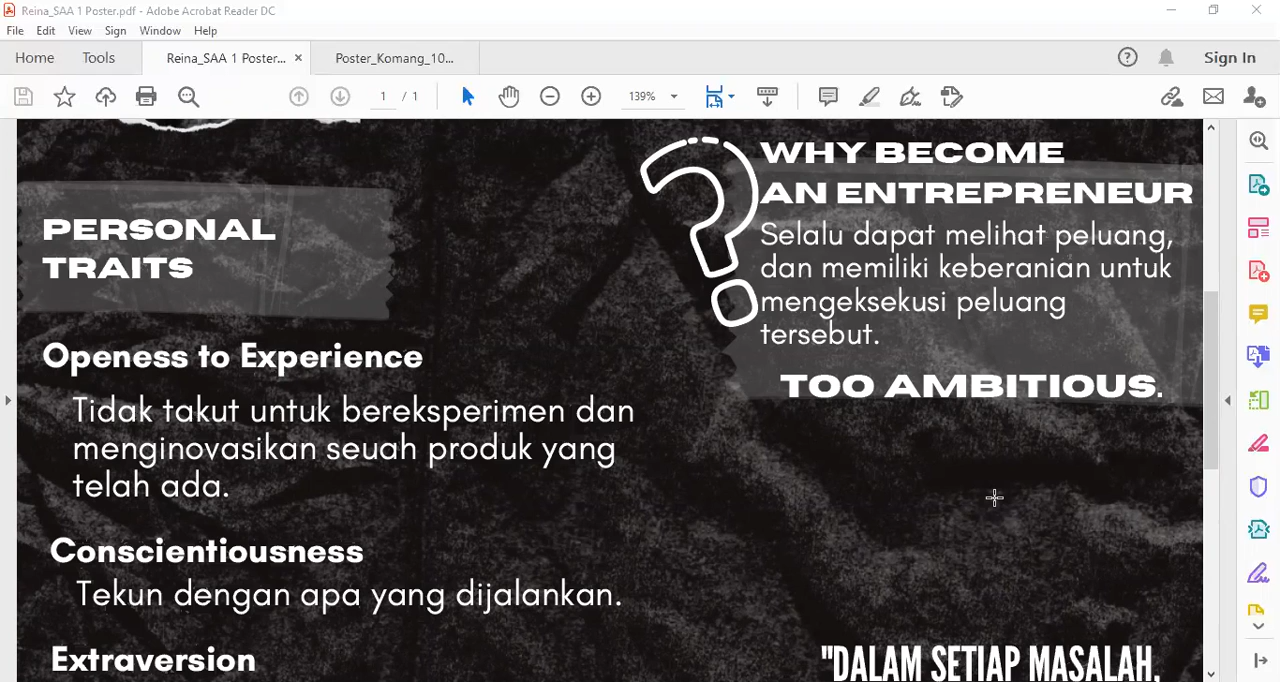 Reina_SAA 1 Poster.pdf - Adobe Acrobat Reader DC
File Edit View Sign Window Help
Home Tools Reina_SAA 1 Poster... × Poster_Komang_10... Sign In
1 / 1 139%
WHY BECOME
AN ENTREPRENEUR
Selalu dapat melihat peluang,
dan memiliki keberanian untuk
mengeksekusi peluang
tersebut.
TOO AMBITIOUS.
PERSONAL
TRAITS
Openess to Experience
Tidak takut untuk bereksperimen dan
menginovasikan seuah produk yang
telah ada.
Conscientiousness
Tekun dengan apa yang dijalankan.
Extraversion
"DALAM SETIAP MASALAH,